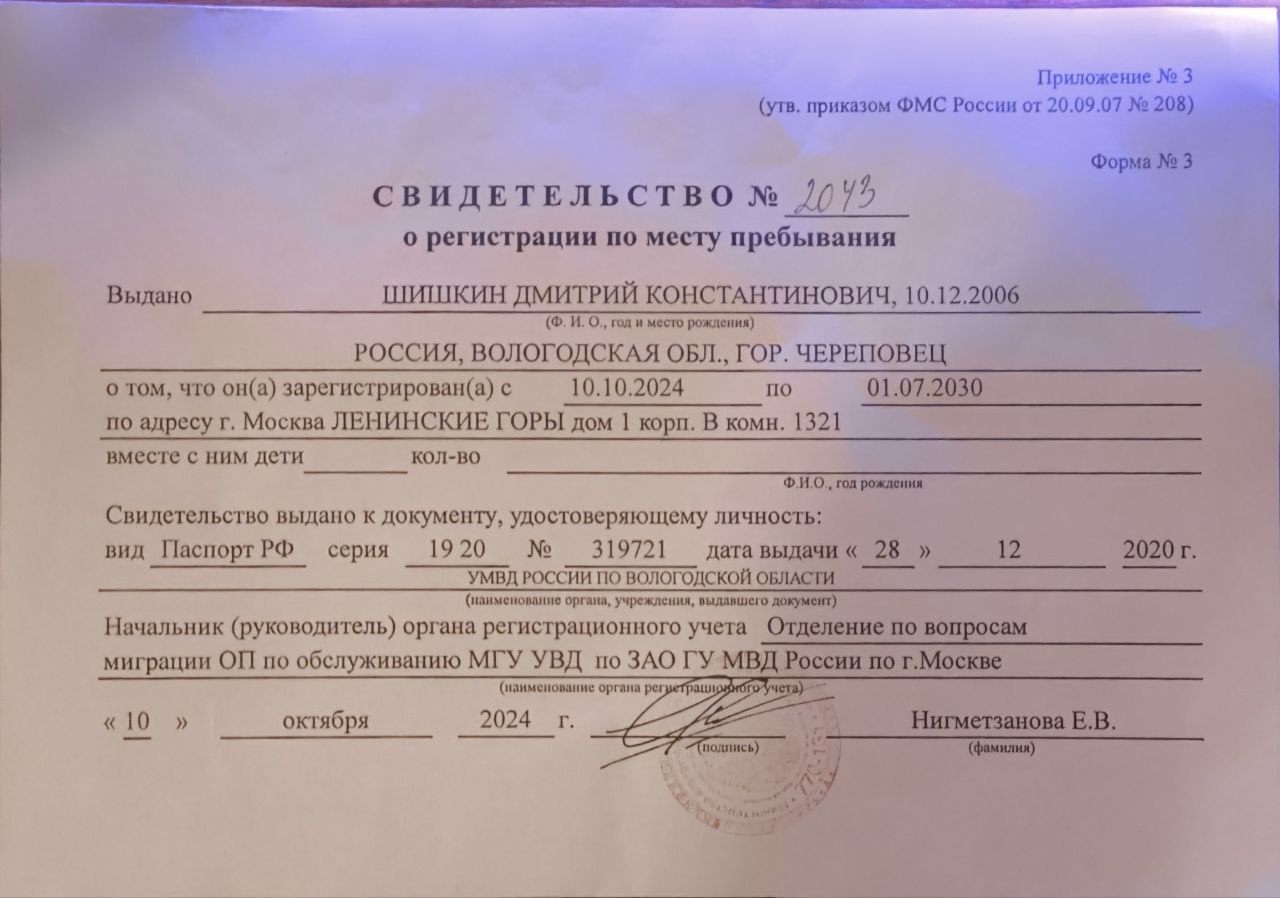 Приложение № 3
(утв. приказом ФМС России от 20.09.07 № 208)
Форма № 3
СВИДЕТЕЛЬСТВО № 2043
о регистрации по месту пребывания
Выдано ШИШКИН ДМИТРИЙ КОНСТАНТИНОВИЧ, 10.12.2006
(Ф. И. О., год и место рождения)
РОССИЯ, ВОЛОГОДСКАЯ ОБЛ., ГОР. ЧЕРЕПОВЕЦ
о том, что он(а) зарегистрирован(а) с 10.10.2024 по 01.07.2030
по адресу г. Москва ЛЕНИНСКИЕ ГОРЫ дом 1 корп. В комн. 1321
вместе с ним дети кол-во
Ф.И.О., год рождения
Свидетельство выдано к документу, удостоверяющему личность:
вид Паспорт РФ серия 19 20 № 319721 дата выдачи « 28 » 12 2020 г.
УМВД РОССИИ ПО ВОЛОГОДСКОЙ ОБЛАСТИ
(наименование органа, учреждения, выдавшего документ)
Начальник (руководитель) органа регистрационного учета Отделение по вопросам
миграции ОП по обслуживанию МГУ УВД по ЗАО ГУ МВД России по г.Москве
(наименование органа регистрационного учета)
« 10 » октября 2024 г. Нигметзанова Е.В.
(подпись) (фамилия)